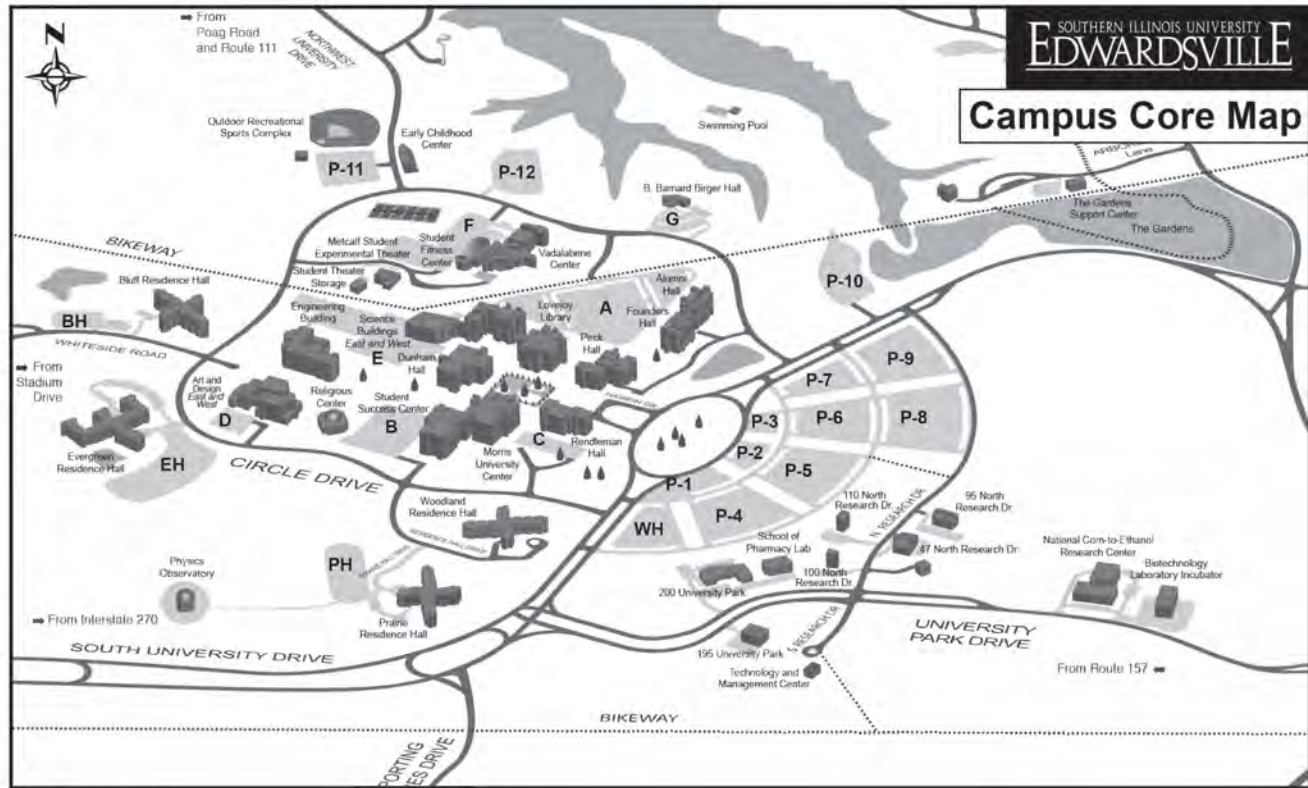 SOUTHERN ILLINOIS UNIVERSITY
EDWARDSVILLE
Campus Core Map
N
➡ From
Poag Road
and Route 111
NORTHWEST
UNIVERSITY
DRIVE
Outdoor Recreational
Sports Complex
Early Childhood
Center
P-11
P-12
Swimming Pool
B. Barnard Birger Hall
G
Lane
The Gardens
Support Center
The Gardens
BIKEWAY
Metcalf Student
Experimental Theater
Student
Fitness
Center
F
Vadalabene
Center
Student Theater
Storage
Bluff Residence Hall
BH
WHITESIDE ROAD
➡ From
Stadium
Drive
Engineering
Building
Science
Buildings
East and West
E
Lovejoy
Library
A
Alumni
Hall
Founders
Hall
Peck
Hall
Dunham
Hall
P-10
Art and
Design
East and
West
D
Religious
Center
Student
Success Center
B
Morris
University
Center
C
Rendleman
Hall
HAIRPIN DR.
P-9
P-7
P-8
P-6
P-3
P-2
P-5
P-1
P-4
WH
Evergreen
Residence Hall
EH
CIRCLE DRIVE
Woodland
Residence Hall
RESIDENCE HALL DRIVE
PH
Prairie
Residence Hall
Physics
Observatory
➡ From Interstate 270
SOUTH UNIVERSITY DRIVE
110 North
Research Dr.
95 North
Research Dr.
N. RESEARCH DR
47 North Research Dr.
School of
Pharmacy Lab
100 North
Research Dr.
200 University Park
National Corn-to-Ethanol
Research Center
Biotechnology
Laboratory Incubator
195 University Park
S RESEARCH DR
Technology and
Management Center
UNIVERSITY
PARK DRIVE
From Route 157 ⬅
BIKEWAY